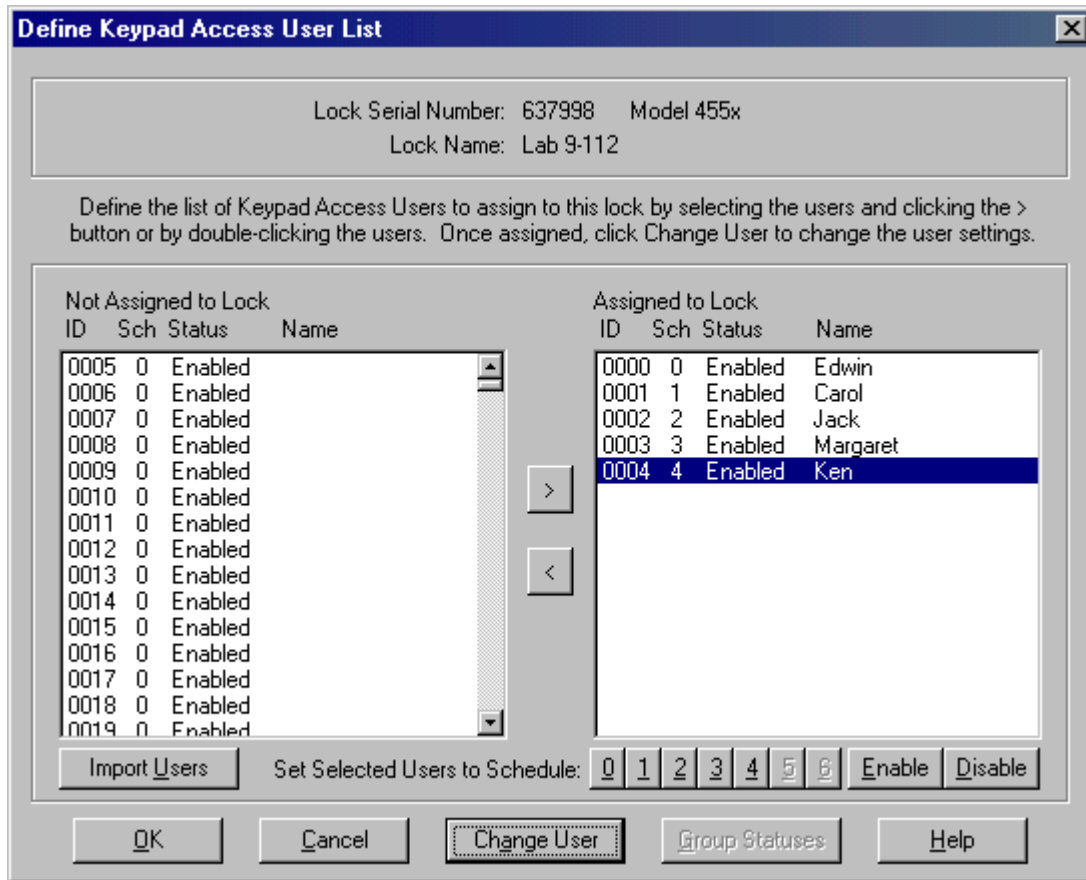 Define Keypad Access User List
Lock Serial Number: 637998 Model 455x
Lock Name: Lab 9-112
Define the list of Keypad Access Users to assign to this lock by selecting the users and clicking the >
button or by double-clicking the users. Once assigned, click Change User to change the user settings.
Not Assigned to Lock
ID Sch Status Name
0005 0 Enabled
0006 0 Enabled
0007 0 Enabled
0008 0 Enabled
0009 0 Enabled
0010 0 Enabled
0011 0 Enabled
0012 0 Enabled
0013 0 Enabled
0014 0 Enabled
0015 0 Enabled
0016 0 Enabled
0017 0 Enabled
0018 0 Enabled
0019 0 Enabled
>
<
Assigned to Lock
ID Sch Status Name
0000 0 Enabled Edwin
0001 1 Enabled Carol
0002 2 Enabled Jack
0003 3 Enabled Margaret
0004 4 Enabled Ken
Import Users Set Selected Users to Schedule: 0 1 2 3 4 5 6 Enable Disable
OK Cancel Change User Group Statuses Help